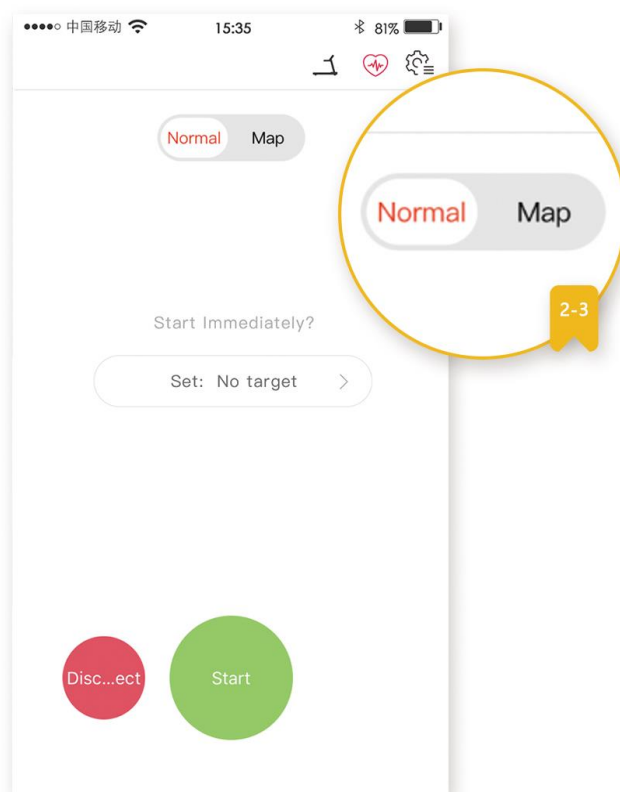 中国移动 15:35 81%
Normal Map
Normal Map
2-3
Start Immediately?
Set: No target
Disc...ect Start